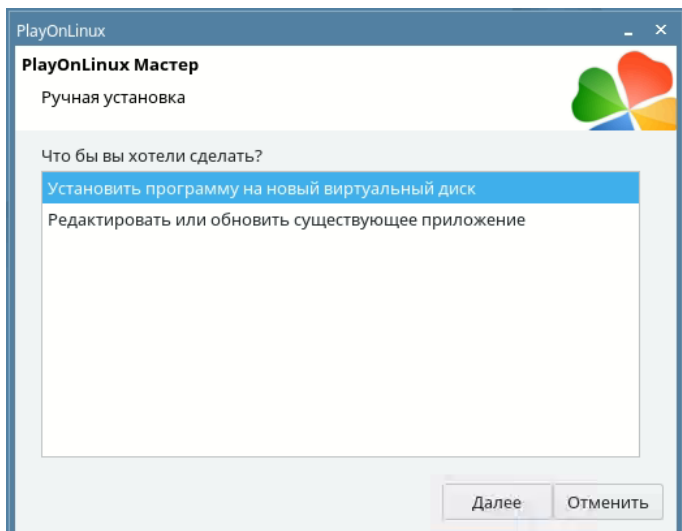 PlayOnLinux
PlayOnLinux Мастер
Ручная установка
Что бы вы хотели сделать?
Установить программу на новый виртуальный диск
Редактировать или обновить существующее приложение
Далее
Отменить